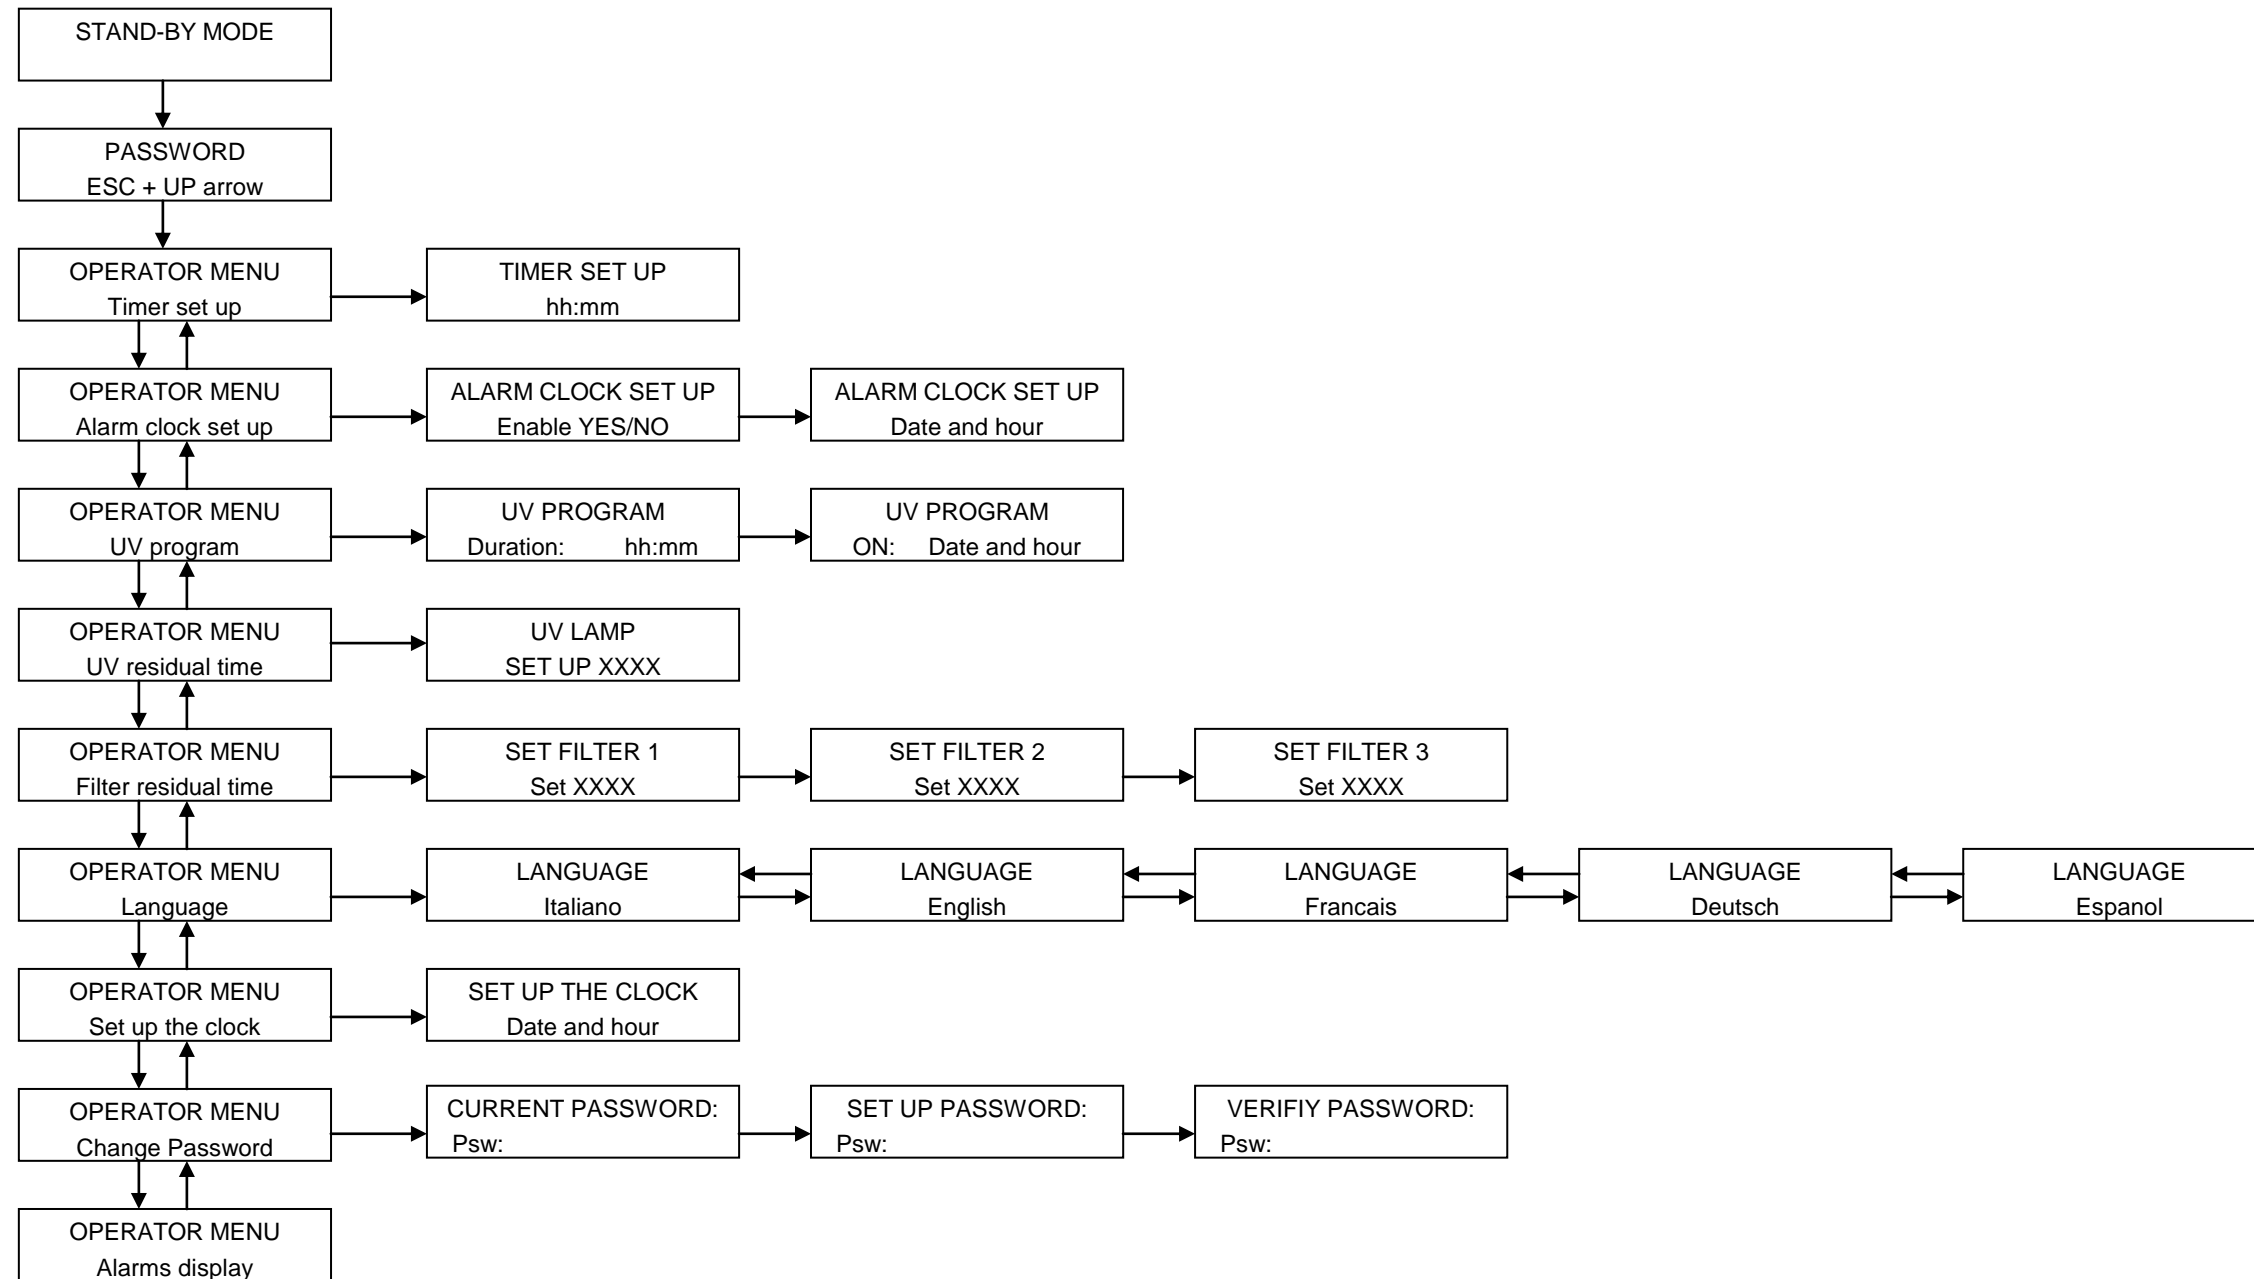 STAND-BY MODE
PASSWORD
ESC + UP arrow
OPERATOR MENU
Timer set up
TIMER SET UP
hh:mm
OPERATOR MENU
Alarm clock set up
ALARM CLOCK SET UP
Enable YES/NO
ALARM CLOCK SET UP
Date and hour
OPERATOR MENU
UV program
UV PROGRAM
Duration: hh:mm
UV PROGRAM
ON: Date and hour
OPERATOR MENU
UV residual time
UV LAMP
SET UP XXXX
OPERATOR MENU
Filter residual time
SET FILTER 1
Set XXXX
SET FILTER 2
Set XXXX
SET FILTER 3
Set XXXX
OPERATOR MENU
Language
LANGUAGE
Italiano
LANGUAGE
English
LANGUAGE
Francais
LANGUAGE
Deutsch
LANGUAGE
Espanol
OPERATOR MENU
Set up the clock
SET UP THE CLOCK
Date and hour
OPERATOR MENU
Change Password
CURRENT PASSWORD:
Psw:
SET UP PASSWORD:
Psw:
VERIFIY PASSWORD:
Psw:
OPERATOR MENU
Alarms display